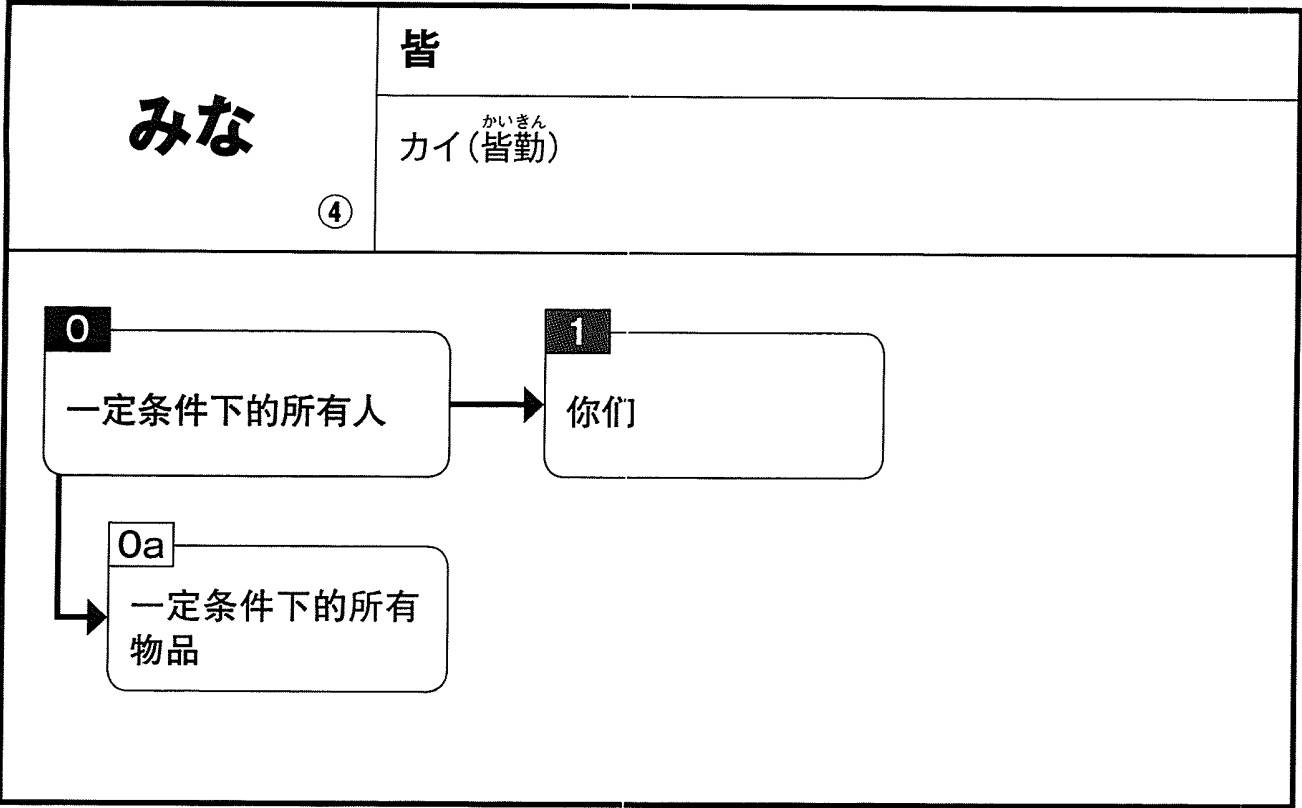 みな
④
皆
かいきん
カイ(皆勤)
0
一定条件下的所有人
1
你们
0a
一定条件下的所有
物品